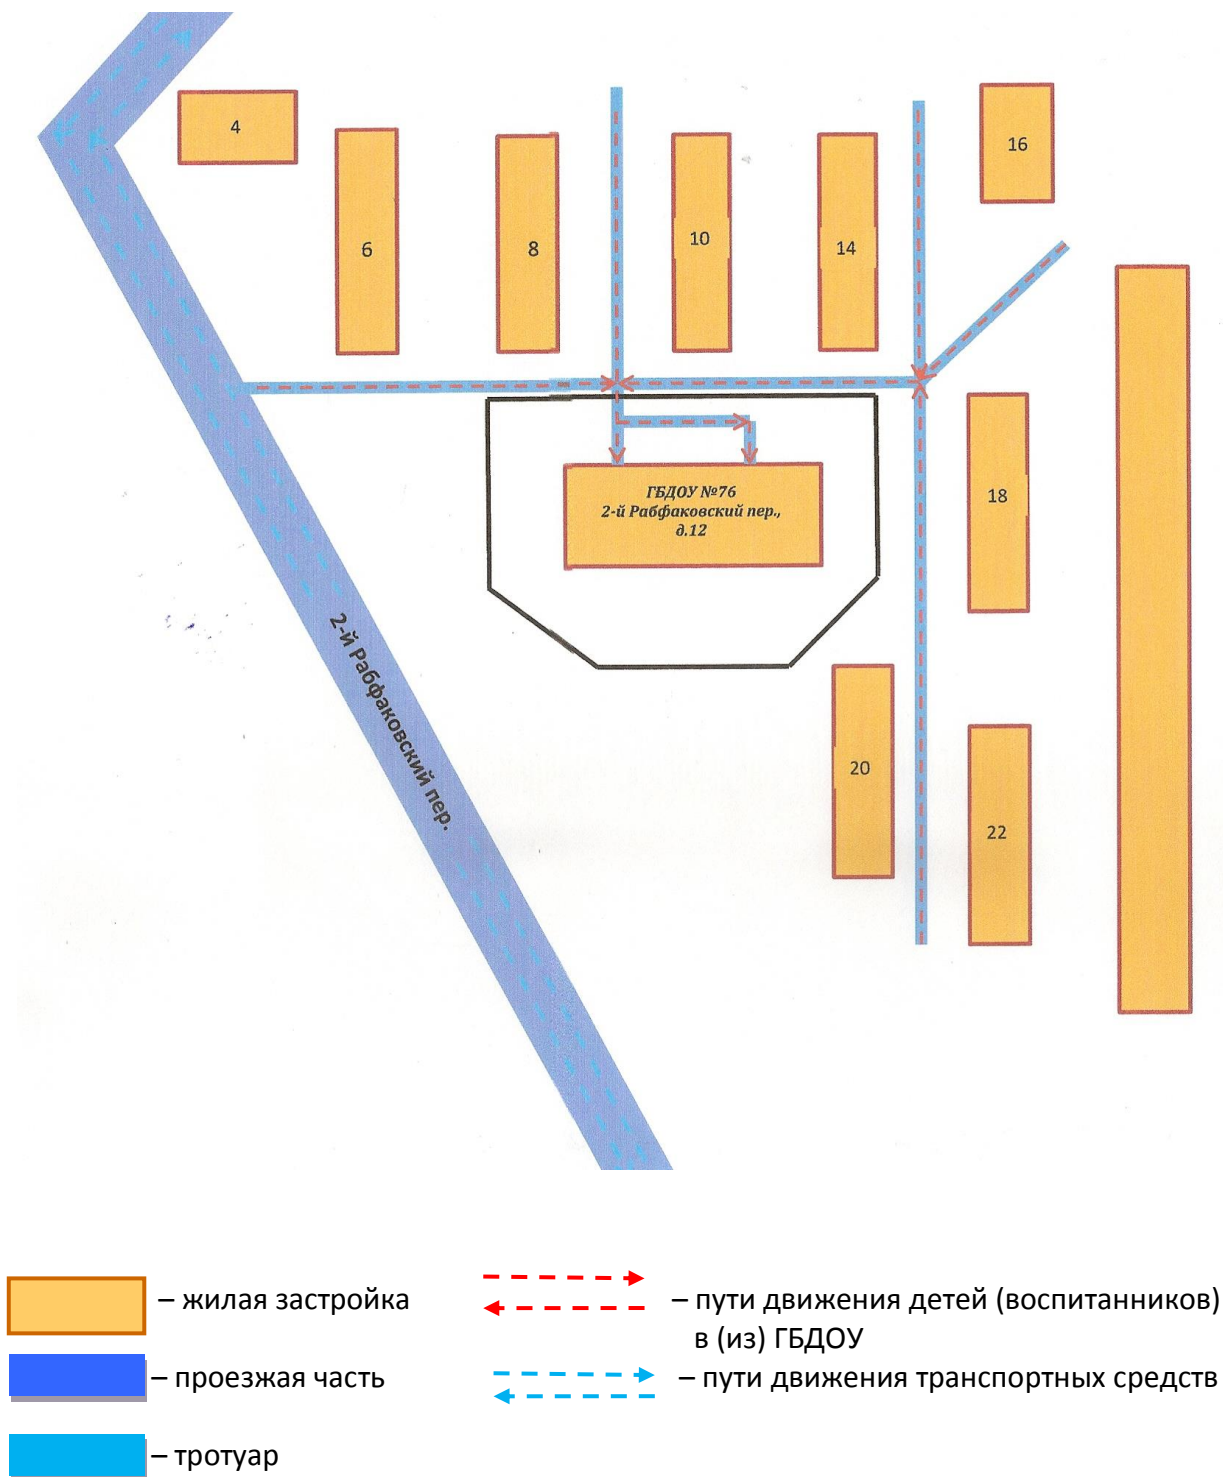 4
16
6
8
10
14
ГБДОУ №76
2-й Рабфаковский пер.,
д.12
18
2-й Рабфаковский пер.
20
22
– жилая застройка
– пути движения детей (воспитанников)
в (из) ГБДОУ
– проезжая часть
– пути движения транспортных средств
– тротуар